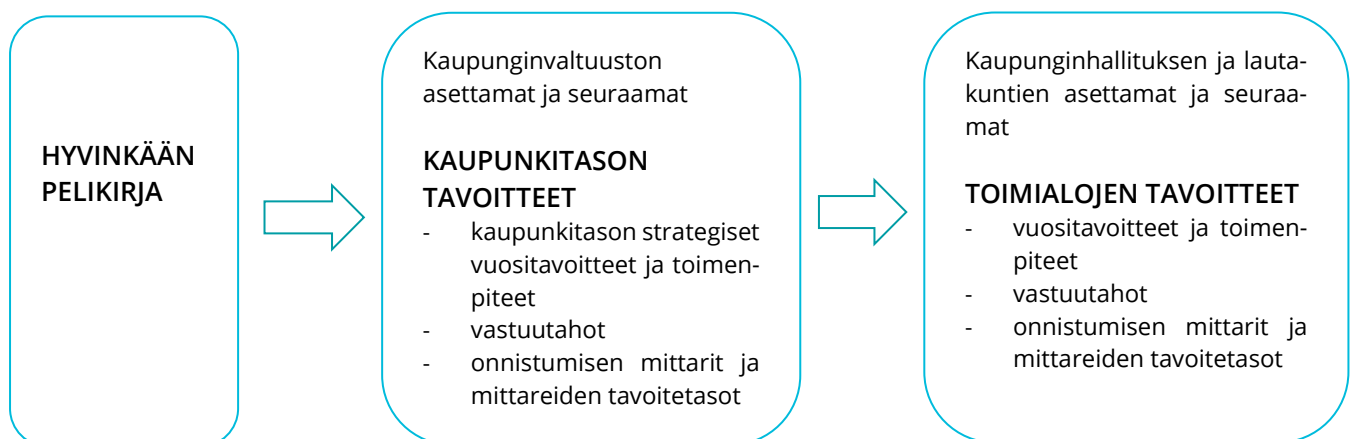 HYVINKÄÄN
PELIKIRJA
Kaupunginvaltuuston
asettamat ja seuraamat
KAUPUNKITASON
TAVOITTEET
- kaupunkitason strategiset
vuositavoitteet ja toimen-
piteet
- vastuutahot
- onnistumisen mittarit ja
mittareiden tavoitetasot
Kaupunginhallituksen ja lauta-
kuntien asettamat ja seuraa-
mat
TOIMIALOJEN TAVOITTEET
- vuositavoitteet ja toimen-
piteet
- vastuutahot
- onnistumisen mittarit ja
mittareiden tavoitetasot